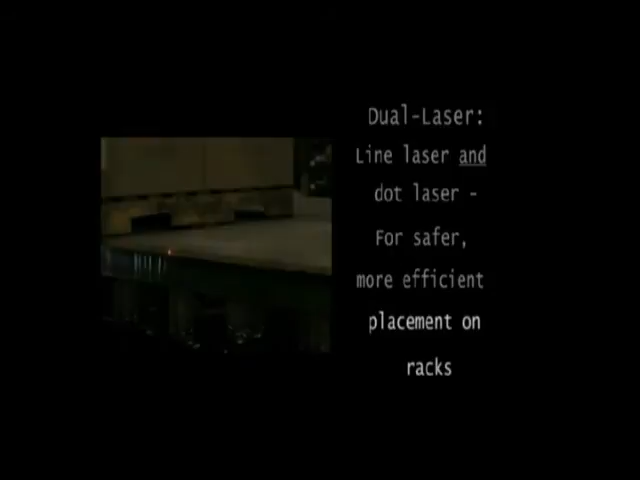 Dual-Laser:
Line laser and
dot laser -
For safer,
more efficient
placement on
racks